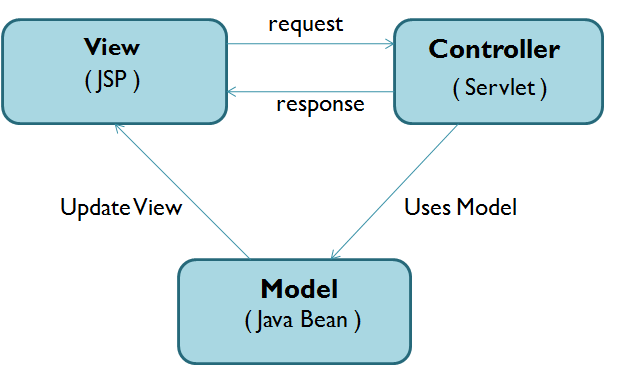 View
( JSP )
request
Controller
( Servlet )
response
Update View
Uses Model
Model
( Java Bean )